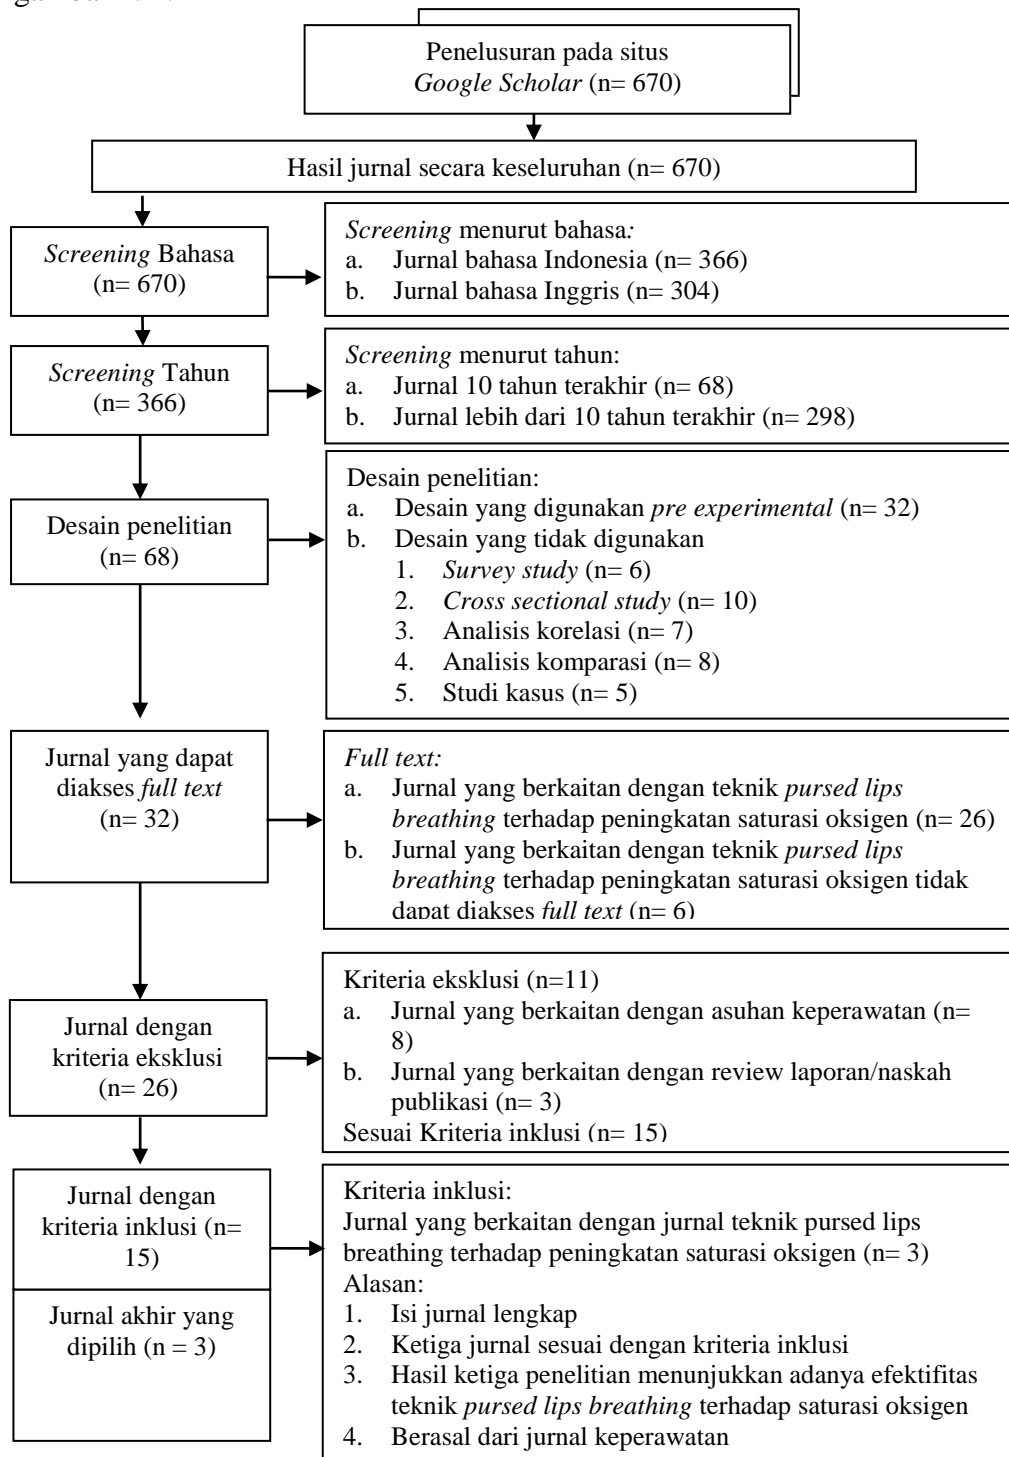 Penelusuran pada situs
Google Scholar (n= 670)
Hasil jurnal secara keseluruhan (n= 670)
Screening Bahasa
(n= 670)
Screening menurut bahasa:
a. Jurnal bahasa Indonesia (n= 366)
b. Jurnal bahasa Inggris (n= 304)
Screening Tahun
(n= 366)
Screening menurut tahun:
a. Jurnal 10 tahun terakhir (n= 68)
b. Jurnal lebih dari 10 tahun terakhir (n= 298)
Desain penelitian
(n= 68)
Desain penelitian:
a. Desain yang digunakan pre experimental (n= 32)
b. Desain yang tidak digunakan
1. Survey study (n= 6)
2. Cross sectional study (n= 10)
3. Analisis korelasi (n= 7)
4. Analisis komparasi (n= 8)
5. Studi kasus (n= 5)
Jurnal yang dapat
diakses full text
(n= 32)
Full text:
a. Jurnal yang berkaitan dengan teknik pursed lips
breathing terhadap peningkatan saturasi oksigen (n= 26)
b. Jurnal yang berkaitan dengan teknik pursed lips
breathing terhadap peningkatan saturasi oksigen tidak
dapat diakses full text (n= 6)
Jurnal dengan
kriteria eksklusi
(n= 26)
Kriteria eksklusi (n=11)
a. Jurnal yang berkaitan dengan asuhan keperawatan (n=
8)
b. Jurnal yang berkaitan dengan review laporan/naskah
publikasi (n= 3)
Sesuai Kriteria inklusi (n= 15)
Jurnal dengan
kriteria inklusi (n=
15)
Jurnal akhir yang
dipilih (n = 3)
Kriteria inklusi:
Jurnal yang berkaitan dengan jurnal teknik pursed lips
breathing terhadap peningkatan saturasi oksigen (n= 3)
Alasan:
1. Isi jurnal lengkap
2. Ketiga jurnal sesuai dengan kriteria inklusi
3. Hasil ketiga penelitian menunjukkan adanya efektifitas
teknik pursed lips breathing terhadap saturasi oksigen
4. Berasal dari jurnal keperawatan